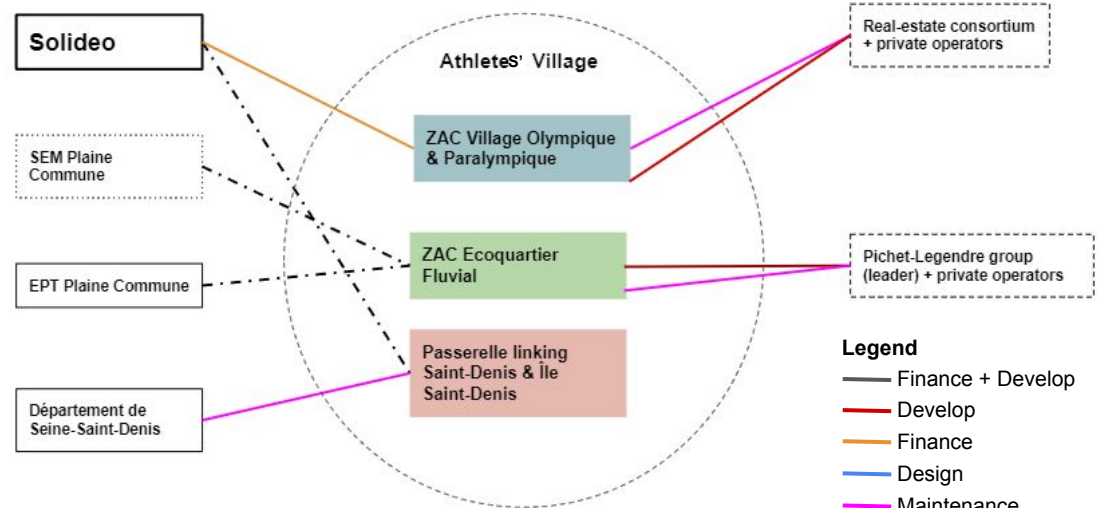 Solideo
SEM Plaine
Commune
EPT Plaine Commune
Département de
Seine-Saint-Denis
Athletes' Village
ZAC Village Olympique
& Paralympique
ZAC Ecoquartier
Fluvial
Passerelle linking
Saint-Denis & Île
Saint-Denis
Real-estate consortium
+ private operators
Pichet-Legendre group
(leader) + private operators
Legend
Finance + Develop
Develop
Finance
Design
Maintenance